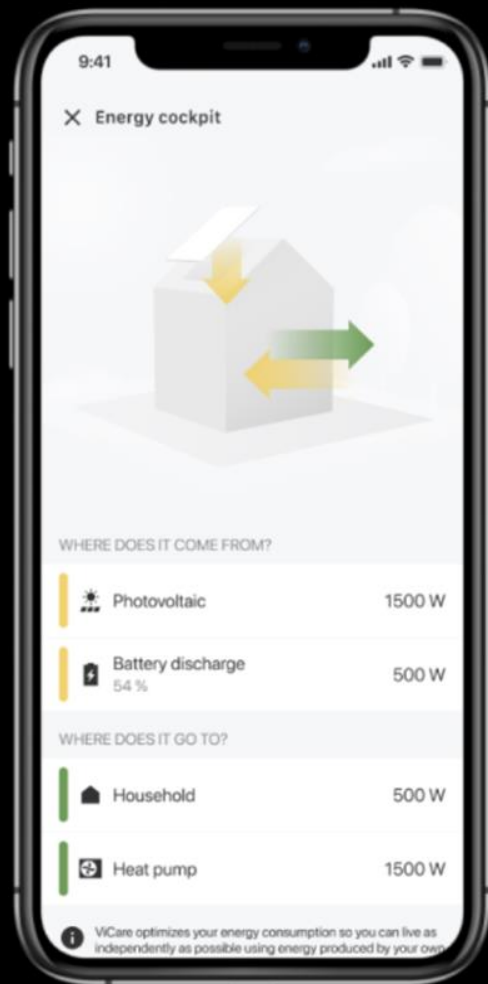 9:41
Energy cockpit
WHERE DOES IT COME FROM?
Photovoltaic 1500 W
Battery discharge
54 %
500 W
WHERE DOES IT GO TO?
Household 500 W
Heat pump 1500 W
ViCare optimizes your energy consumption so you can live as
independently as possible using energy produced by your own